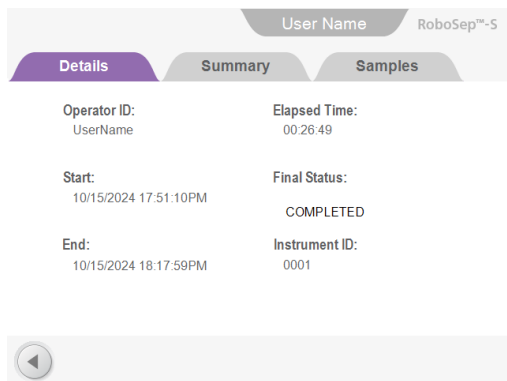 User Name
RoboSep™-S
Details
Summary
Samples
Operator ID:
UserName
Elapsed Time:
00:26:49
Start:
10/15/2024 17:51:10PM
Final Status:
COMPLETED
End:
10/15/2024 18:17:59PM
Instrument ID:
0001